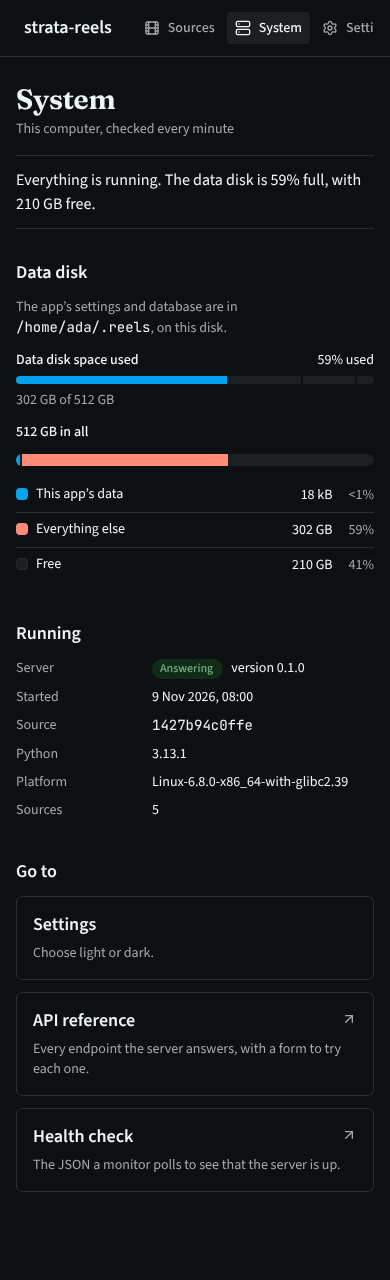 strata-reels
Sources
System
Setti
System
This computer, checked every minute
Everything is running. The data disk is 59% full, with
210 GB free.
Data disk
The app’s settings and database are in
/home/ada/.reels, on this disk.
Data disk space used 59% used
302 GB of 512 GB
512 GB in all
This app’s data 18 kB <1%
Everything else 302 GB 59%
Free 210 GB 41%
Running
Server Answering version 0.1.0
Started 9 Nov 2026, 08:00
Source 1427b94c0ffe
Python 3.13.1
Platform Linux-6.8.0-x86_64-with-glibc2.39
Sources 5
Go to
Settings
Choose light or dark.
API reference
Every endpoint the server answers, with a form to try
each one.
Health check
The JSON a monitor polls to see that the server is up.